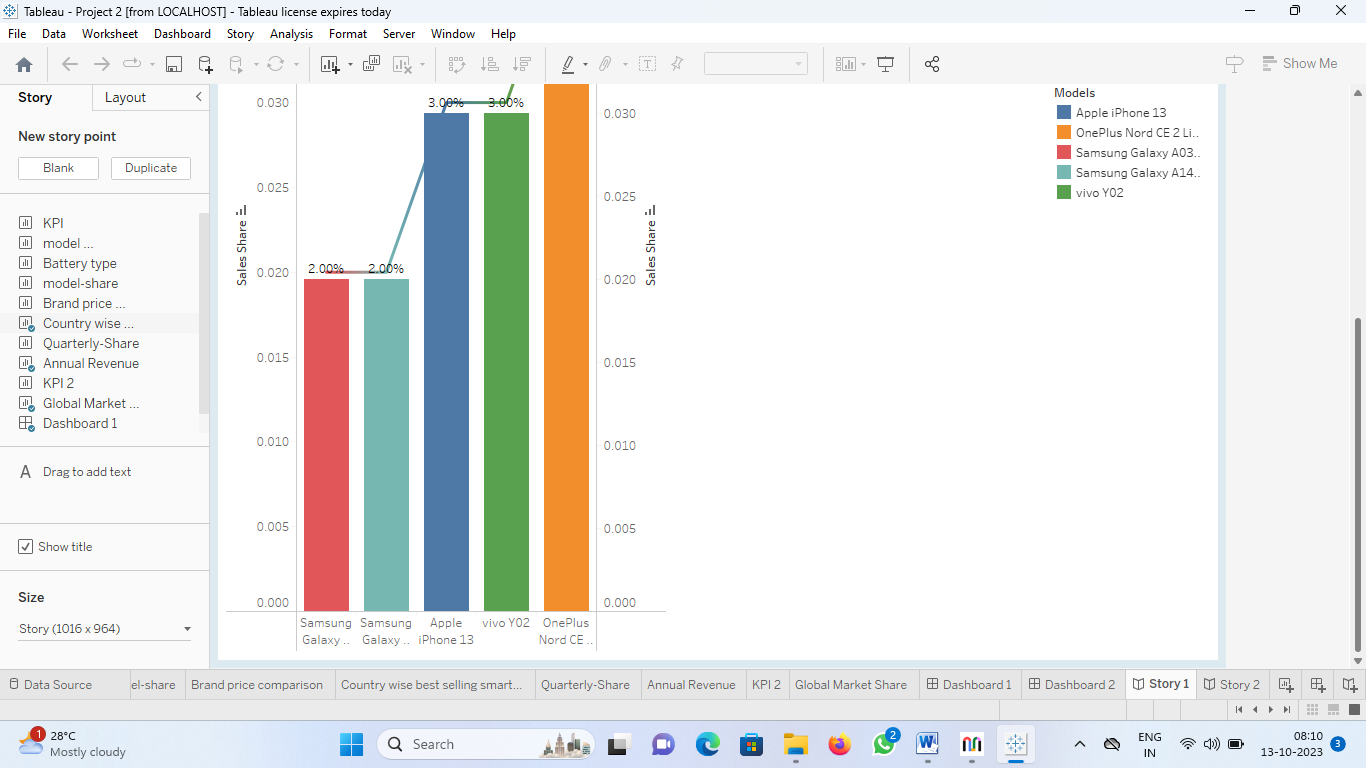 Tableau - Project 2 [from LOCALHOST] - Tableau license expires today
File Data Worksheet Dashboard Story Analysis Format Server Window Help
Show Me
Story Layout
New story point
Blank Duplicate
KPI
model ...
Battery type
model-share
Brand price ...
Country wise ...
Quarterly-Share
Annual Revenue
KPI 2
Global Market ...
Dashboard 1
A Drag to add text
Show title
Size
Story (1016 x 964)
0.030
0.025
0.020
0.015
0.010
0.005
0.000
Sales Share
2.00% 2.00% 3.00% 3.00%
0.030
0.025
0.020
0.015
0.010
0.005
0.000
Sales Share
Samsung Galaxy ..
Samsung Galaxy ..
Apple iPhone 13
vivo Y02
OnePlus Nord CE ..
Models
Apple iPhone 13
OnePlus Nord CE 2 Li..
Samsung Galaxy A03..
Samsung Galaxy A14..
vivo Y02
Data Source el-share Brand price comparison Country wise best selling smart... Quarterly-Share Annual Revenue KPI 2 Global Market Share Dashboard 1 Dashboard 2 Story 1 Story 2
1
28°C
Mostly cloudy
Search
2
ENG
IN
08:10
13-10-2023
3